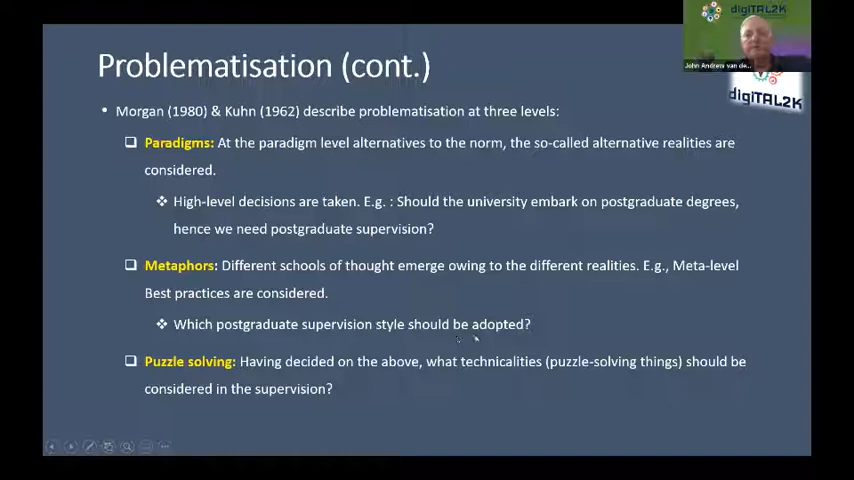 digiTAL2K
John Andrew van de...
digiTAL2K
Problematisation (cont.)
• Morgan (1980) & Kuhn (1962) describe problematisation at three levels:
Paradigms: At the paradigm level alternatives to the norm, the so-called alternative realities are
considered.
High-level decisions are taken. E.g. : Should the university embark on postgraduate degrees,
hence we need postgraduate supervision?
Metaphors: Different schools of thought emerge owing to the different realities. E.g., Meta-level
Best practices are considered.
Which postgraduate supervision style should be adopted?
Puzzle solving: Having decided on the above, what technicalities (puzzle-solving things) should be
considered in the supervision?